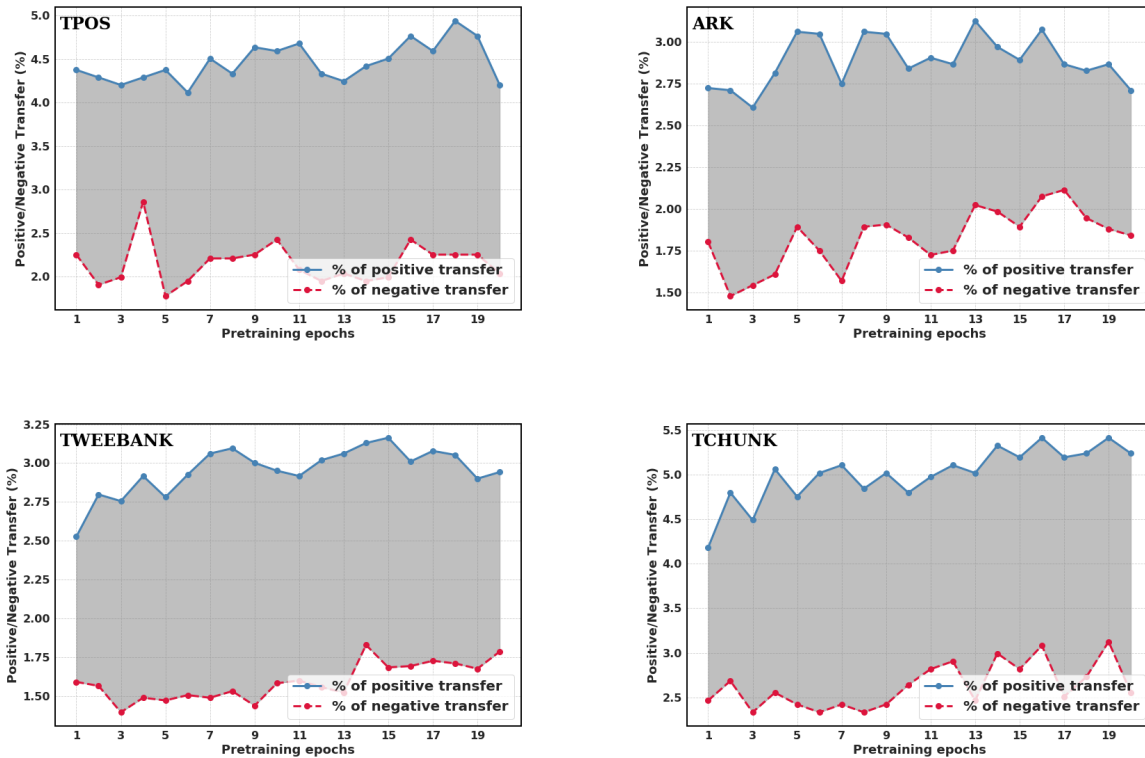 TPOS
Positive/Negative Transfer (%)
5.0
4.5
4.0
3.5
3.0
2.5
2.0
% of positive transfer
% of negative transfer
1 3 5 7 9 11 13 15 17 19
Pretraining epochs
ARK
Positive/Negative Transfer (%)
3.00
2.75
2.50
2.25
2.00
1.75
1.50
% of positive transfer
% of negative transfer
1 3 5 7 9 11 13 15 17 19
Pretraining epochs
TWEEBANK
Positive/Negative Transfer (%)
3.25
3.00
2.75
2.50
2.25
2.00
1.75
1.50
% of positive transfer
% of negative transfer
1 3 5 7 9 11 13 15 17 19
Pretraining epochs
TCHUNK
Positive/Negative Transfer (%)
5.5
5.0
4.5
4.0
3.5
3.0
2.5
% of positive transfer
% of negative transfer
1 3 5 7 9 11 13 15 17 19
Pretraining epochs